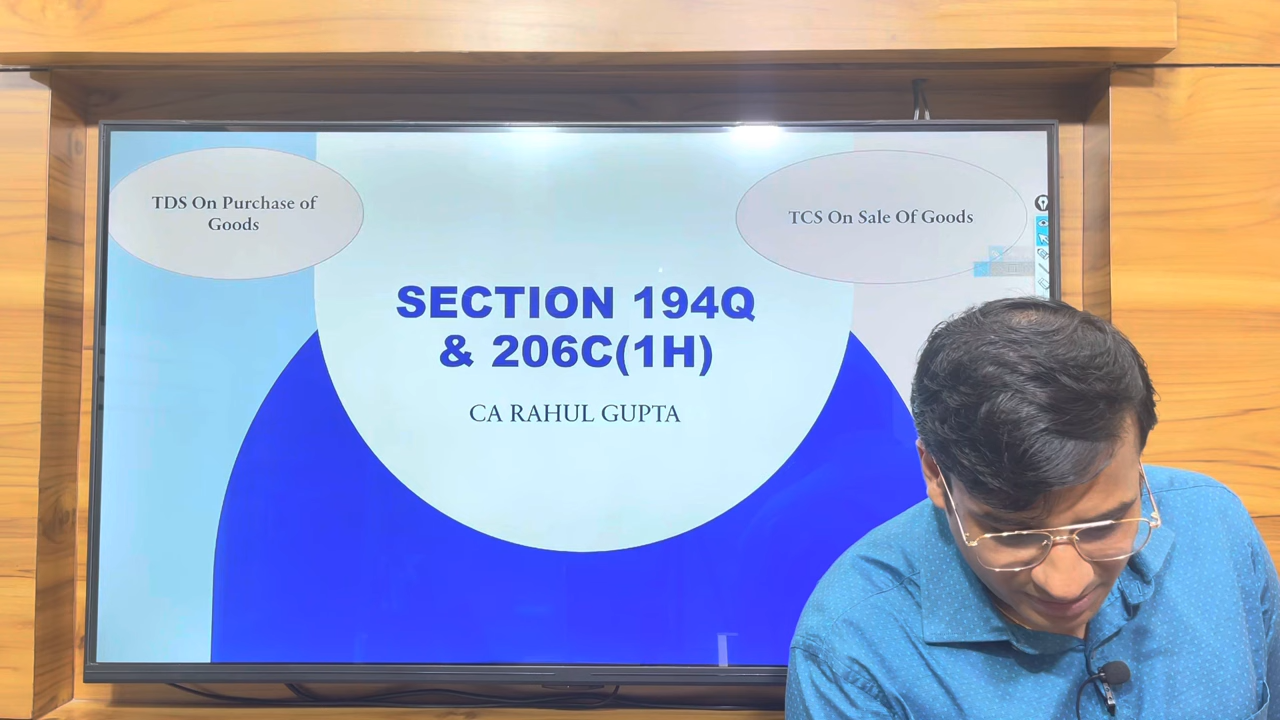 TDS On Purchase of
Goods
TCS On Sale Of Goods
SECTION 194Q
& 206C(1H)
CA RAHUL GUPTA